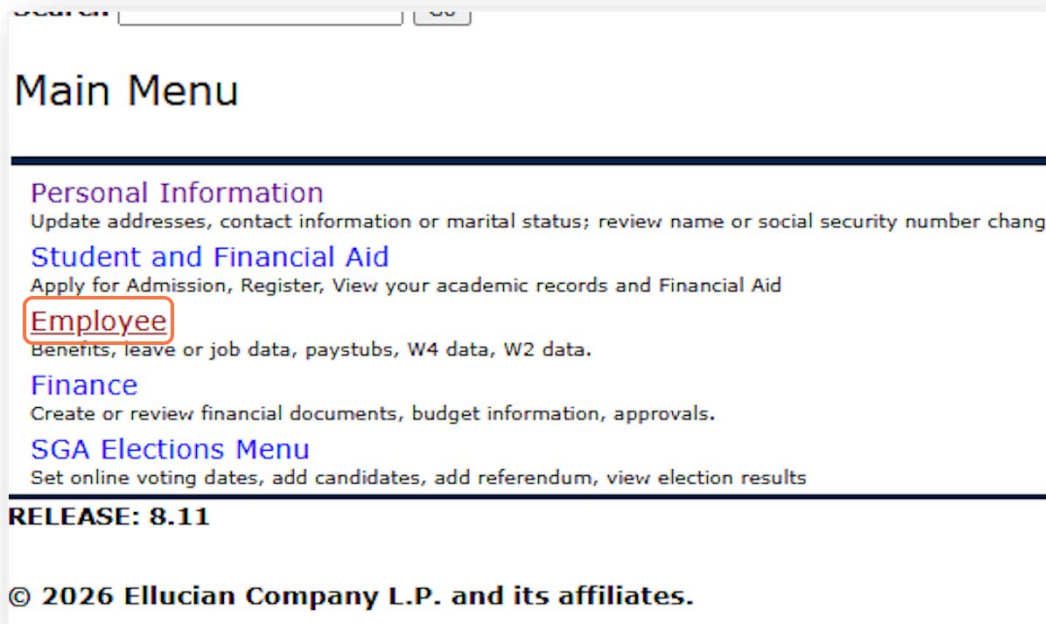 Search Go
Main Menu
Personal Information
Update addresses, contact information or marital status; review name or social security number chang
Student and Financial Aid
Apply for Admission, Register, View your academic records and Financial Aid
Employee
Benefits, leave or job data, paystubs, W4 data, W2 data.
Finance
Create or review financial documents, budget information, approvals.
SGA Elections Menu
Set online voting dates, add candidates, add referendum, view election results
RELEASE: 8.11
© 2026 Ellucian Company L.P. and its affiliates.